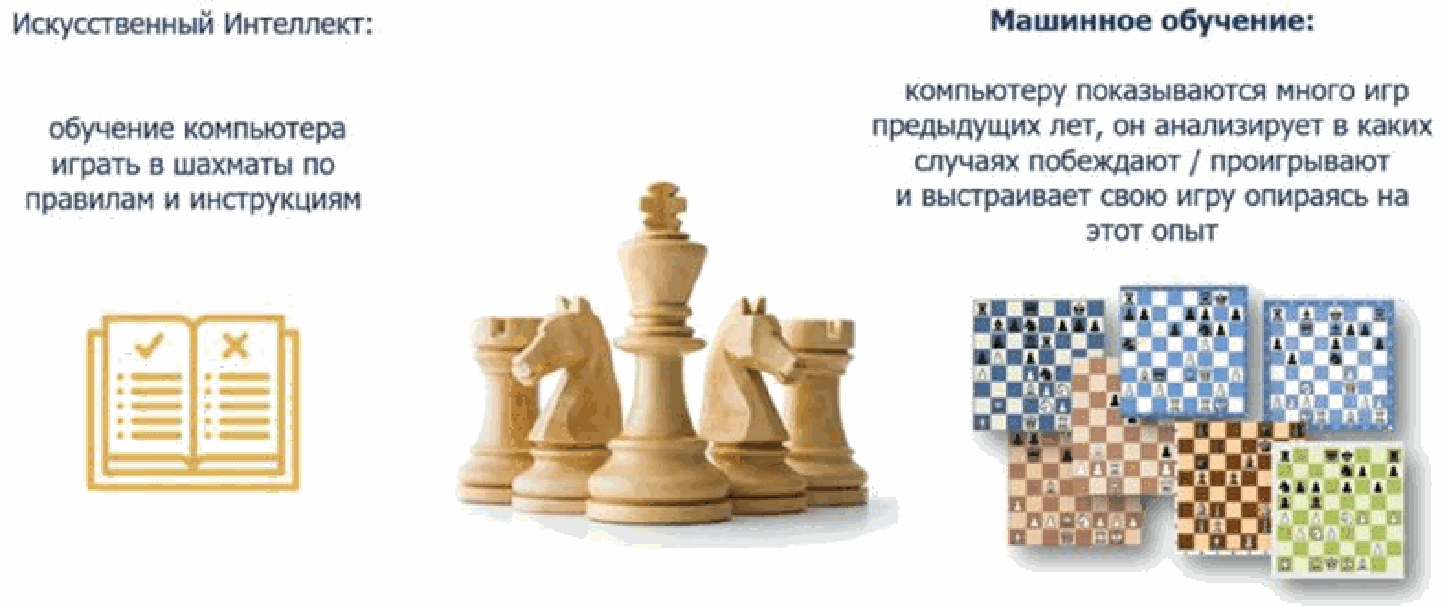 Искусственный Интеллект:
обучение компьютера
играть в шахматы по
правилам и инструкциям
Машинное обучение:
компьютеру показываются много игр
предыдущих лет, он анализирует в каких
случаях побеждают / проигрывают
и выстраивает свою игру опираясь на
этот опыт